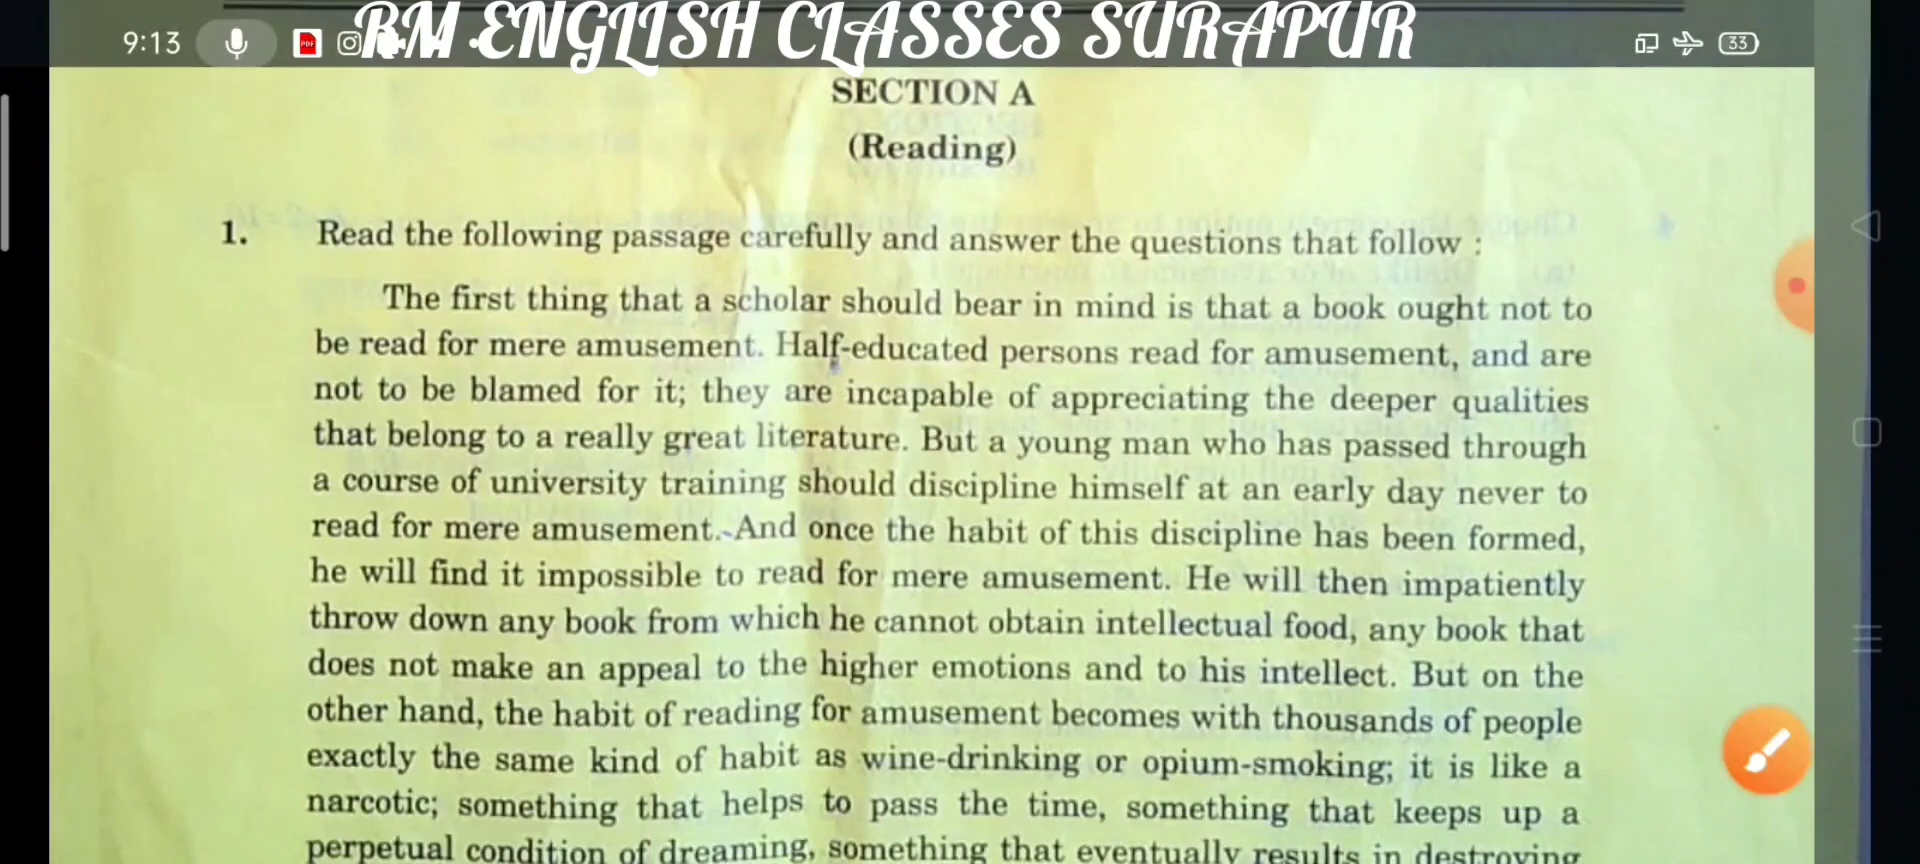 9:13
PDF
RM ENGLISH CLASSES SURAPUR
33
SECTION A
(Reading)
1. Read the following passage carefully and answer the questions that follow :
The first thing that a scholar should bear in mind is that a book ought not to
be read for mere amusement. Half-educated persons read for amusement, and are
not to be blamed for it; they are incapable of appreciating the deeper qualities
that belong to a really great literature. But a young man who has passed through
a course of university training should discipline himself at an early day never to
read for mere amusement. And once the habit of this discipline has been formed,
he will find it impossible to read for mere amusement. He will then impatiently
throw down any book from which he cannot obtain intellectual food, any book that
does not make an appeal to the higher emotions and to his intellect. But on the
other hand, the habit of reading for amusement becomes with thousands of people
exactly the same kind of habit as wine-drinking or opium-smoking; it is like a
narcotic; something that helps to pass the time, something that keeps up a
perpetual condition of dreaming, something that eventually results in destroying